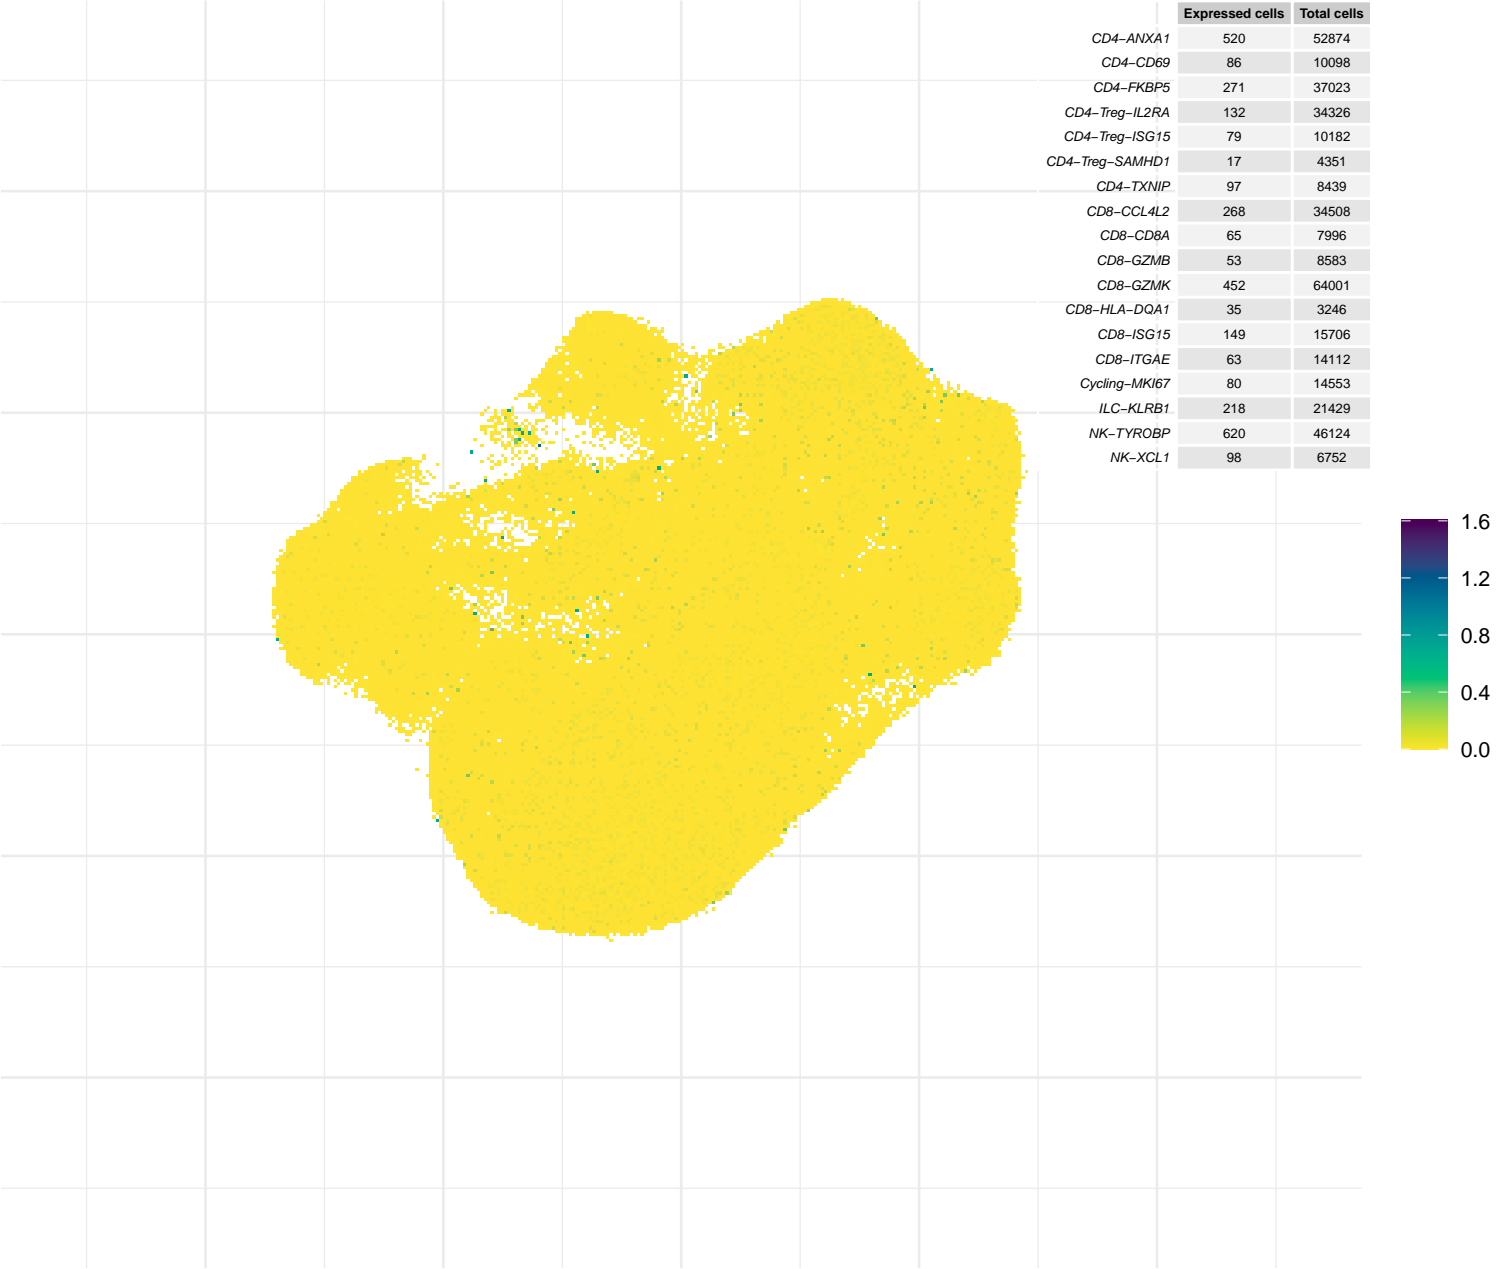 Expressed cells Total cells
CD4−ANXA1 520 52874
CD4−CD69 86 10098
CD4−FKBP5 271 37023
CD4−Treg−IL2RA 132 34326
CD4−Treg−ISG15 79 10182
CD4−Treg−SAMHD1 17 4351
CD4−TXNIP 97 8439
CD8−CCL4L2 268 34508
CD8−CD8A 65 7996
CD8−GZMB 53 8583
CD8−GZMK 452 64001
CD8−HLA−DQA1 35 3246
CD8−ISG15 149 15706
CD8−ITGAE 63 14112
Cycling−MKI67 80 14553
ILC−KLRB1 218 21429
NK−TYROBP 620 46124
NK−XCL1 98 6752
1.6
1.2
0.8
0.4
0.0